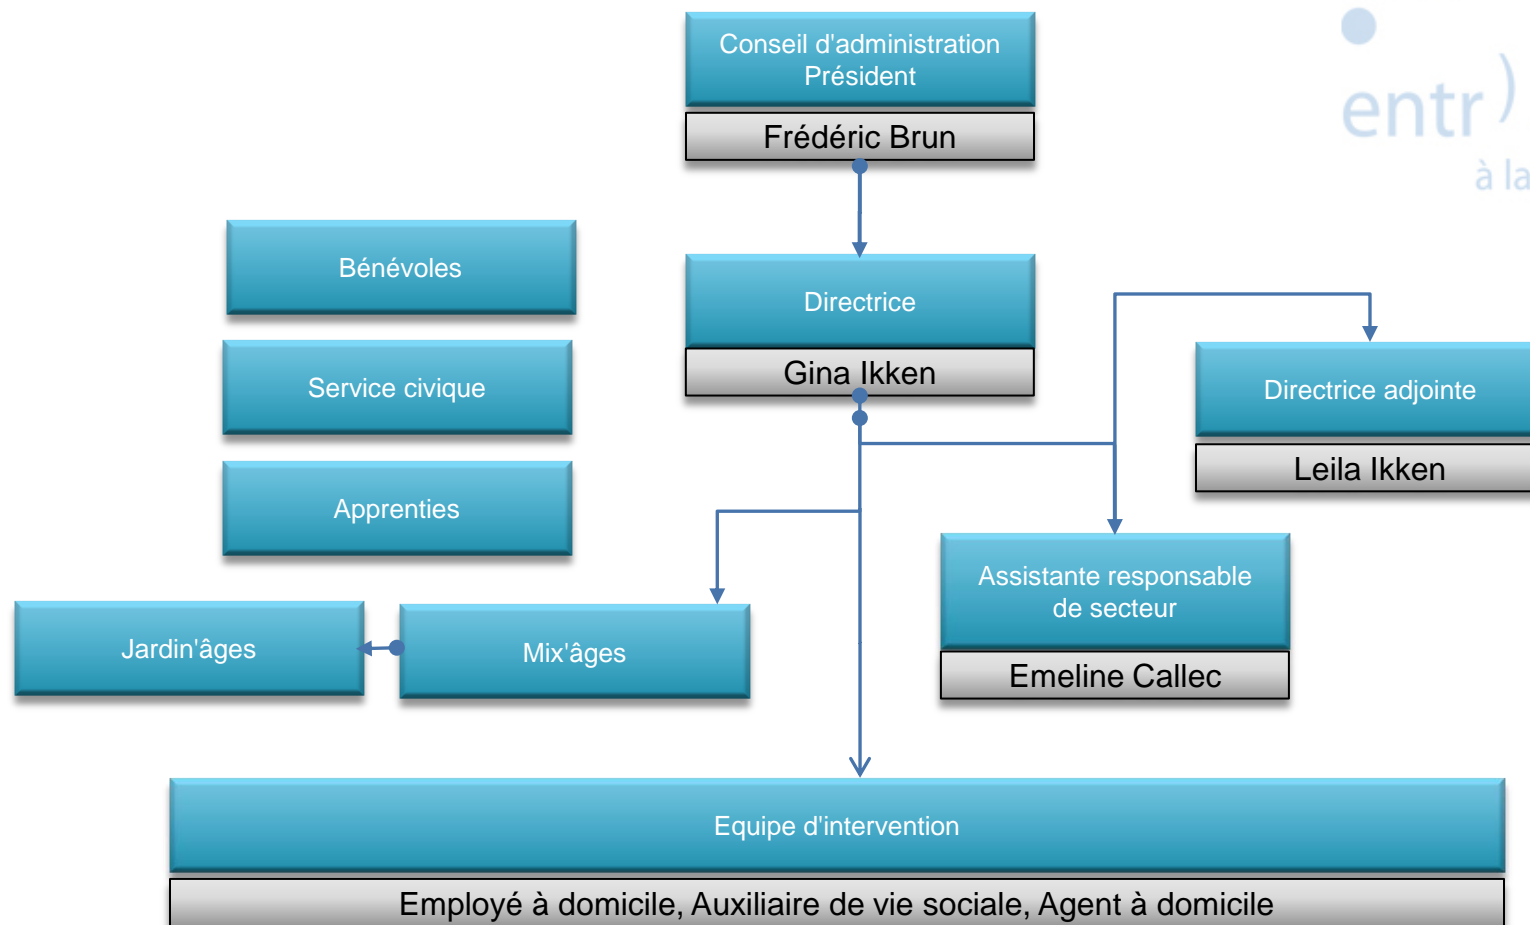 Conseil d'administration
Président
Frédéric Brun
entr)
à la
Bénévoles
Directrice
Gina Ikken
Service civique
Directrice adjointe
Leila Ikken
Apprenties
Assistante responsable
de secteur
Emeline Callec
Jardin'âges
Mix'âges
Equipe d'intervention
Employé à domicile, Auxiliaire de vie sociale, Agent à domicile